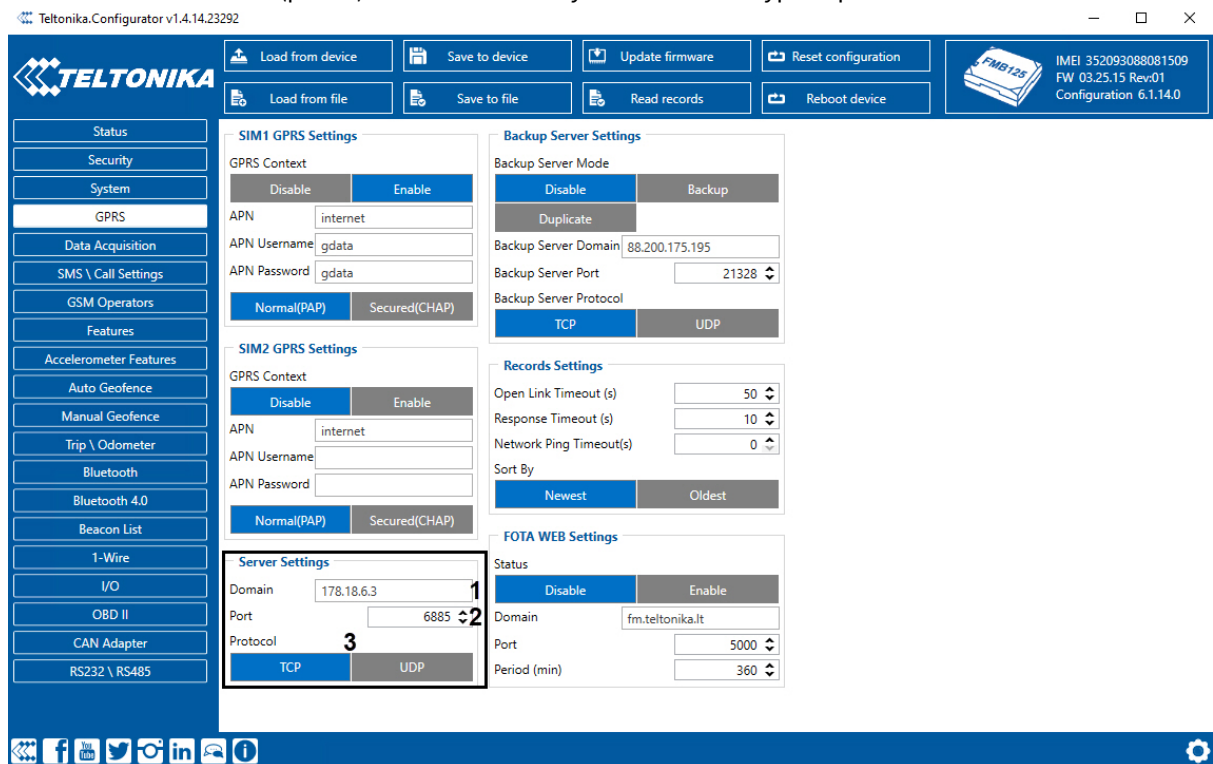 Teltonika.Configurator v1.4.14.23292
TELTONIKA
Load from device
Save to device
Update firmware
Reset configuration
Load from file
Save to file
Read records
Reboot device
FMB125
IMEI 352093088081509
FW 03.25.15 Rev:01
Configuration 6.1.14.0
Status
Security
System
GPRS
Data Acquisition
SMS \ Call Settings
GSM Operators
Features
Accelerometer Features
Auto Geofence
Manual Geofence
Trip \ Odometer
Bluetooth
Bluetooth 4.0
Beacon List
1-Wire
I/O
OBD II
CAN Adapter
RS232 \ RS485
SIM1 GPRS Settings
GPRS Context
Disable Enable
APN internet
APN Username gdata
APN Password gdata
Normal(PAP) Secured(CHAP)
SIM2 GPRS Settings
GPRS Context
Disable Enable
APN internet
APN Username
APN Password
Normal(PAP) Secured(CHAP)
Server Settings
Domain 178.18.6.3 1
Port 6885 2
Protocol 3
TCP UDP
Backup Server Settings
Backup Server Mode
Disable Backup
Duplicate
Backup Server Domain 88.200.175.195
Backup Server Port 21328
Backup Server Protocol
TCP UDP
Records Settings
Open Link Timeout (s) 50
Response Timeout (s) 10
Network Ping Timeout(s) 0
Sort By
Newest Oldest
FOTA WEB Settings
Status
Disable Enable
Domain fm.teltonika.lt
Port 5000
Period (min) 360
You Tube
in